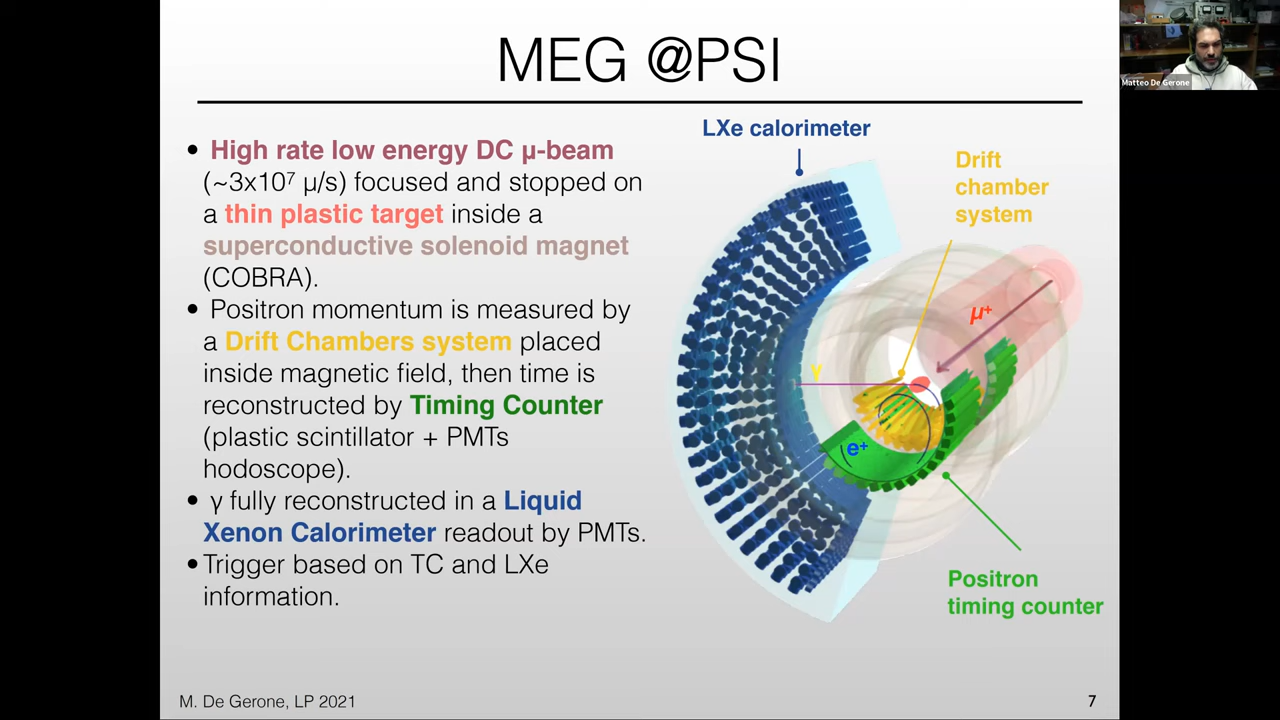 MEG @PSI
• High rate low energy DC µ-beam
(~3x10⁷ µ/s) focused and stopped on
a thin plastic target inside a
superconductive solenoid magnet
(COBRA).
• Positron momentum is measured by
a Drift Chambers system placed
inside magnetic field, then time is
reconstructed by Timing Counter
(plastic scintillator + PMTs
hodoscope).
• γ fully reconstructed in a Liquid
Xenon Calorimeter readout by PMTs.
• Trigger based on TC and LXe
information.
LXe calorimeter
Drift
chamber
system
µ⁺
γ
e⁺
Positron
timing counter
M. De Gerone, LP 2021
7
Matteo De Gerone